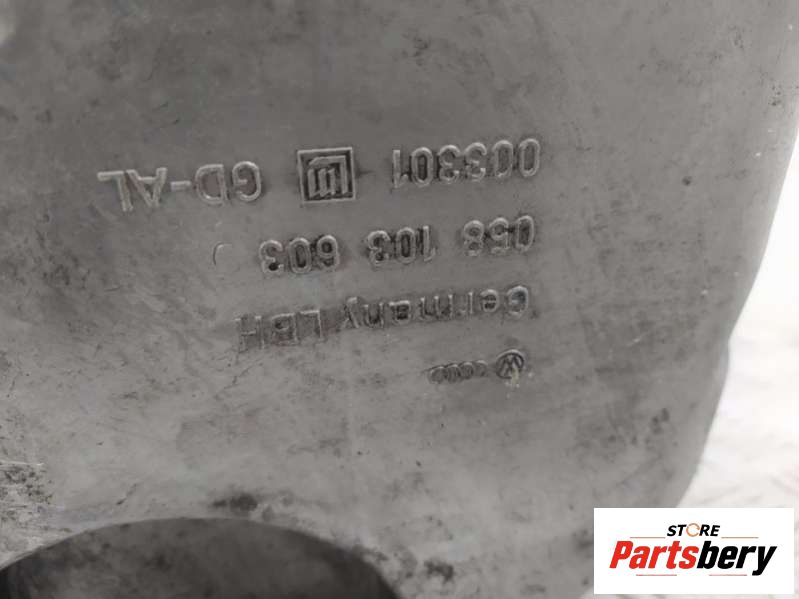 Germany LBH
058 103 603
003301 GD-AL
STORE
Partsbery